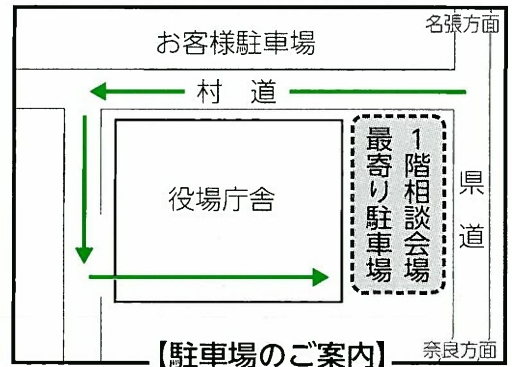 名張方面
お客様駐車場
村 道
役場庁舎
1階相談会場
最寄り駐車場
県道
奈良方面
【駐車場のご案内】